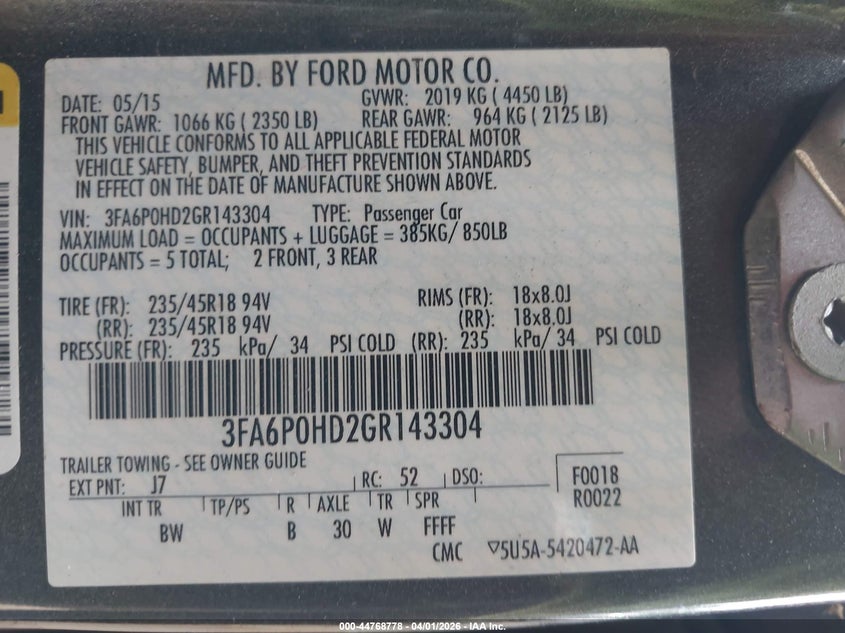 MFD. BY FORD MOTOR CO.
DATE: 05/15 GVWR: 2019 KG ( 4450 LB)
FRONT GAWR: 1066 KG ( 2350 LB) REAR GAWR: 964 KG ( 2125 LB)
THIS VEHICLE CONFORMS TO ALL APPLICABLE FEDERAL MOTOR
VEHICLE SAFETY, BUMPER, AND THEFT PREVENTION STANDARDS
IN EFFECT ON THE DATE OF MANUFACTURE SHOWN ABOVE.
VIN: 3FA6P0HD2GR143304 TYPE: Passenger Car
MAXIMUM LOAD = OCCUPANTS + LUGGAGE = 385KG/ 850LB
OCCUPANTS = 5 TOTAL; 2 FRONT, 3 REAR
TIRE (FR): 235/45R18 94V RIMS (FR): 18x8.0J
(RR): 235/45R18 94V (RR): 18x8.0J
PRESSURE (FR): 235 kPa/ 34 PSI COLD (RR): 235 kPa/ 34 PSI COLD
3FA6P0HD2GR143304
TRAILER TOWING - SEE OWNER GUIDE
EXT PNT: J7 RC: 52 DSO: F0018
R0022
INT TR TP/PS R AXLE TR SPR
BW B 30 W FFFF
CMC ▽5U5A-5420472-AA
000-44768778 - 04/01/2026 - IAA Inc.